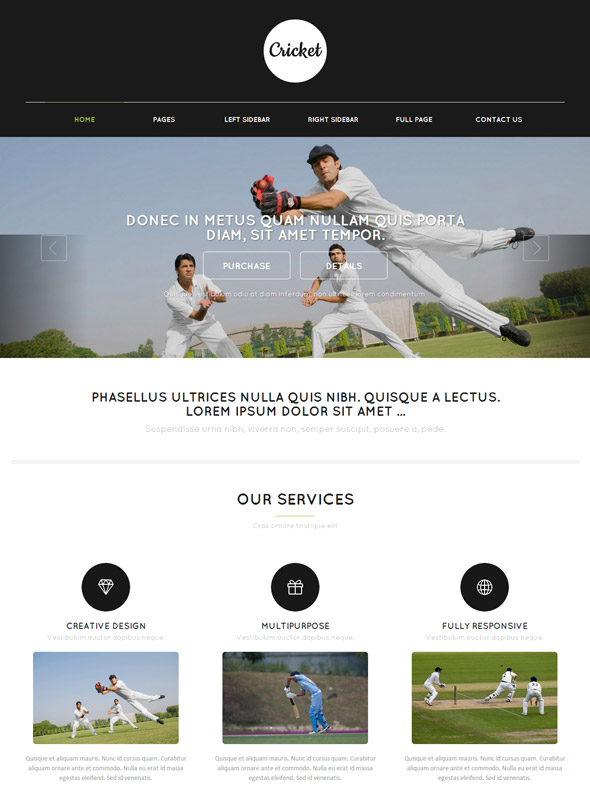 Cricket
HOME PAGES LEFT SIDEBAR RIGHT SIDEBAR FULL PAGE CONTACT US
DONEC IN METUS QUAM NULLAM QUIS PORTA
DIAM, SIT AMET TEMPOR.
PURCHASE DETAILS
vestibulum odio at diam interdum non ultrices lorem condimentum.
PHASELLUS ULTRICES NULLA QUIS NIBH. QUISQUE A LECTUS.
LOREM IPSUM DOLOR SIT AMET ...
Suspendisse urna nibh, viverra non, semper suscipit, posuere a, pede.
OUR SERVICES
Cras ornare tristique elit
CREATIVE DESIGN
Vestibulum auctor dapibus neque.
Quisque et aliquam mauris. Nunc id cursus quam. Curabitur
aliquam ornare ante et commodo. Nulla eu erat id massa
egestas eleifend. Sed id venenatis.
MULTIPURPOSE
Vestibulum auctor dapibus neque.
Quisque et aliquam mauris. Nunc id cursus quam. Curabitur
aliquam ornare ante et commodo. Nulla eu erat id massa
egestas eleifend. Sed id venenatis.
FULLY RESPONSIVE
Vestibulum auctor dapibus neque.
Quisque et aliquam mauris. Nunc id cursus quam. Curabitur
aliquam ornare ante et commodo. Nulla eu erat id massa
egestas eleifend. Sed id venenatis.